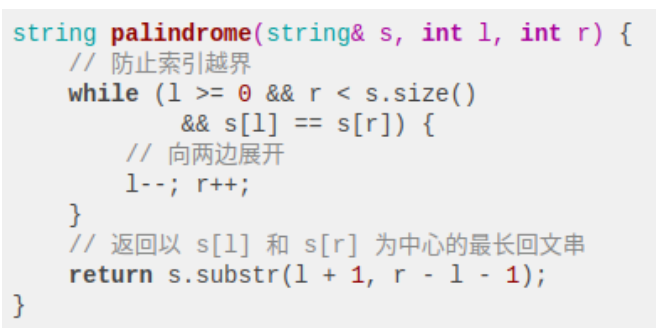 string palindrome(string& s, int l, int r) {
    // 防止索引越界
    while (l >= 0 && r < s.size()
            && s[l] == s[r]) {
        // 向两边展开
        l--; r++;
    }
    // 返回以 s[l] 和 s[r] 为中心的最长回文串
    return s.substr(l + 1, r - l - 1);
}